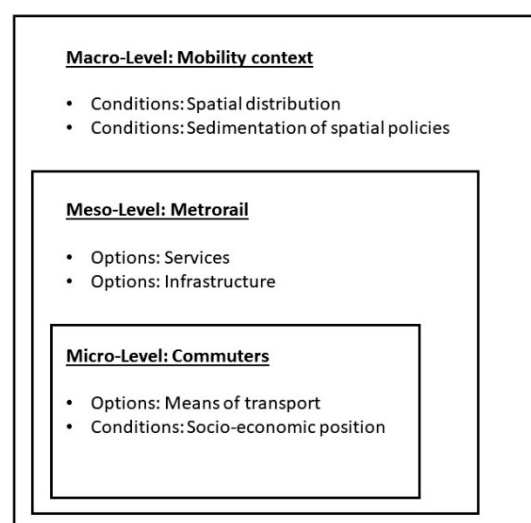 Macro-Level: Mobility context
• Conditions: Spatial distribution
• Conditions: Sedimentation of spatial policies
Meso-Level: Metrorail
• Options: Services
• Options: Infrastructure
Micro-Level: Commuters
• Options: Means of transport
• Conditions: Socio-economic position